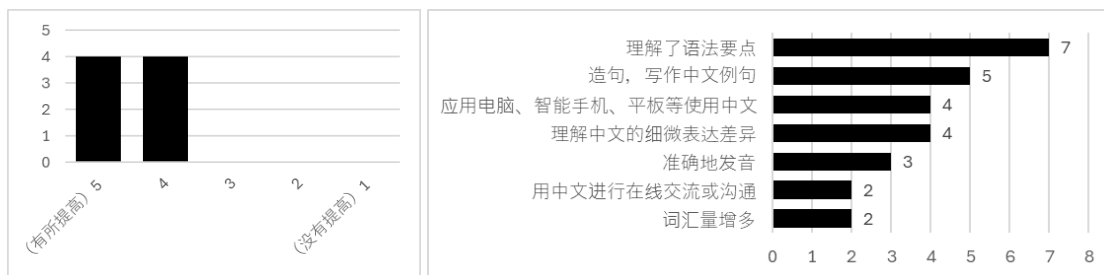 5
4
3
2
1
0
(有所提高) 5
4
3
2
(没有提高) 1
理解了语法要点 7
造句，写作中文例句 5
应用电脑、智能手机、平板等使用中文 4
理解中文的细微表达差异 4
准确地发音 3
用中文进行在线交流或沟通 2
词汇量增多 2
0 1 2 3 4 5 6 7 8